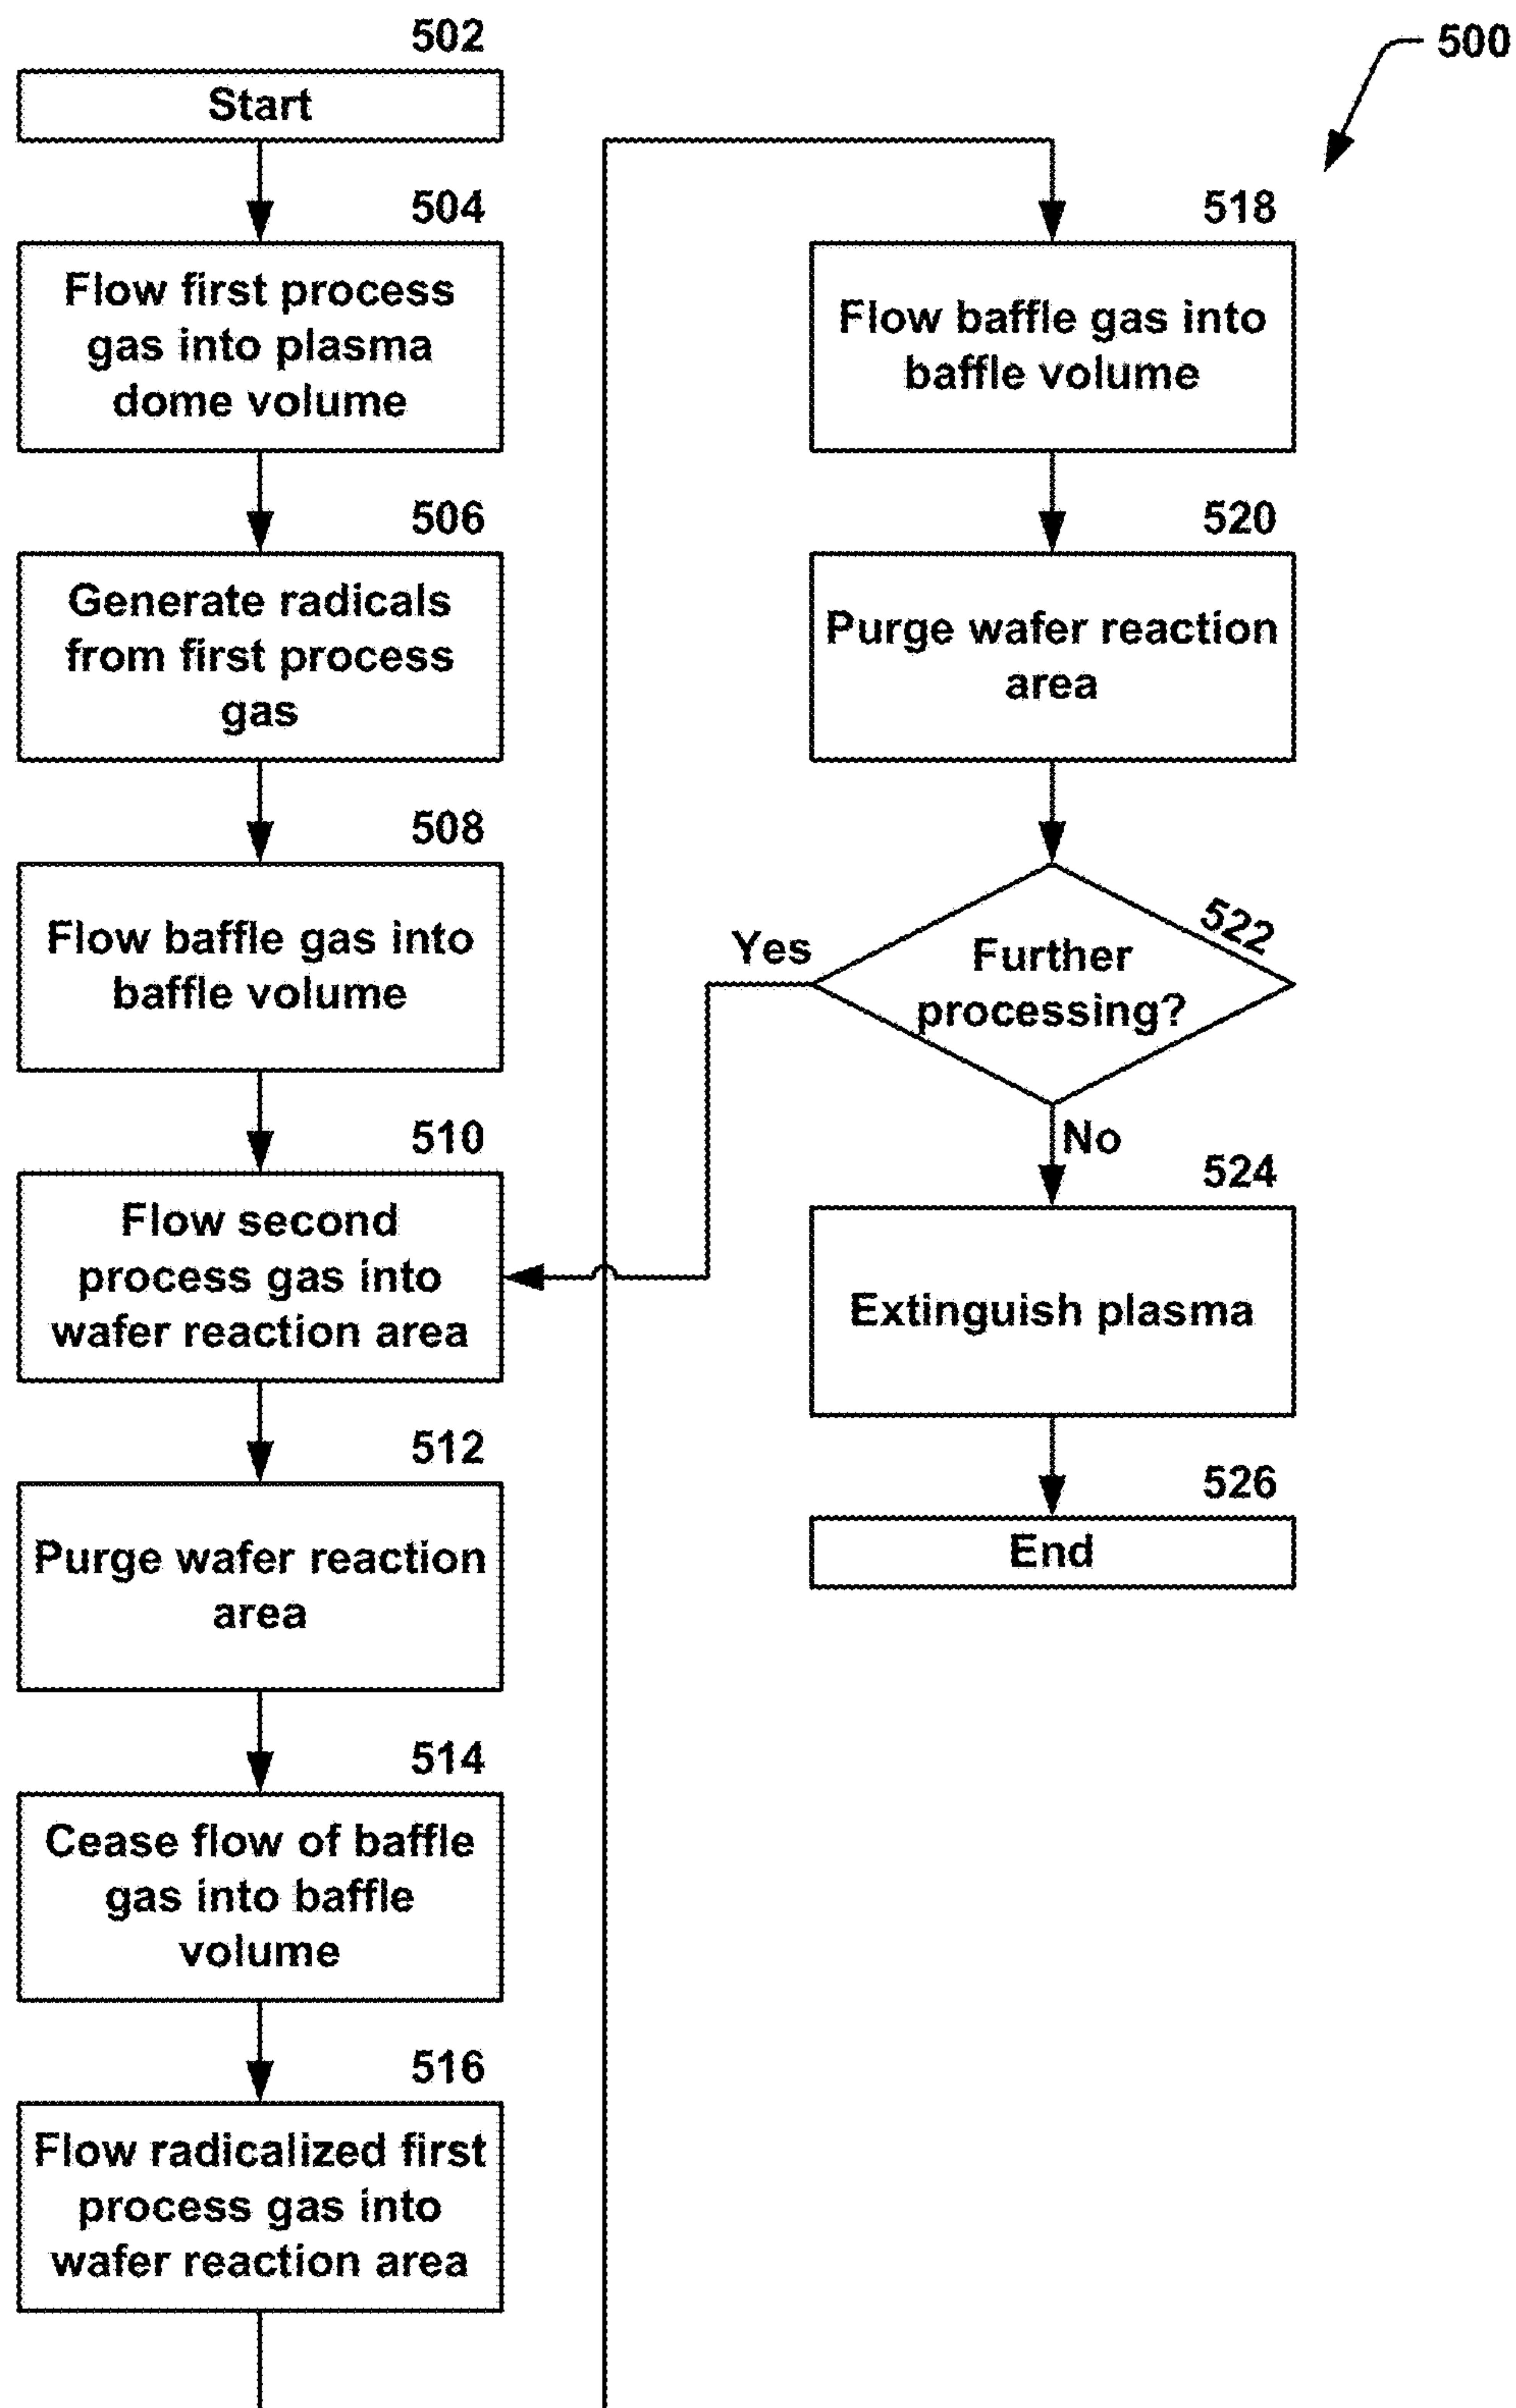 500
502
Start
504
Flow first process
gas into plasma
dome volume
506
Generate radicals
from first process
gas
508
Flow baffle gas into
baffle volume
510
Flow second
process gas into
wafer reaction area
512
Purge wafer reaction
area
514
Cease flow of baffle
gas into baffle
volume
516
Flow radicalized first
process gas into
wafer reaction area
518
Flow baffle gas into
baffle volume
520
Purge wafer reaction
area
522
Further
processing?
Yes
No
524
Extinguish plasma
526
End